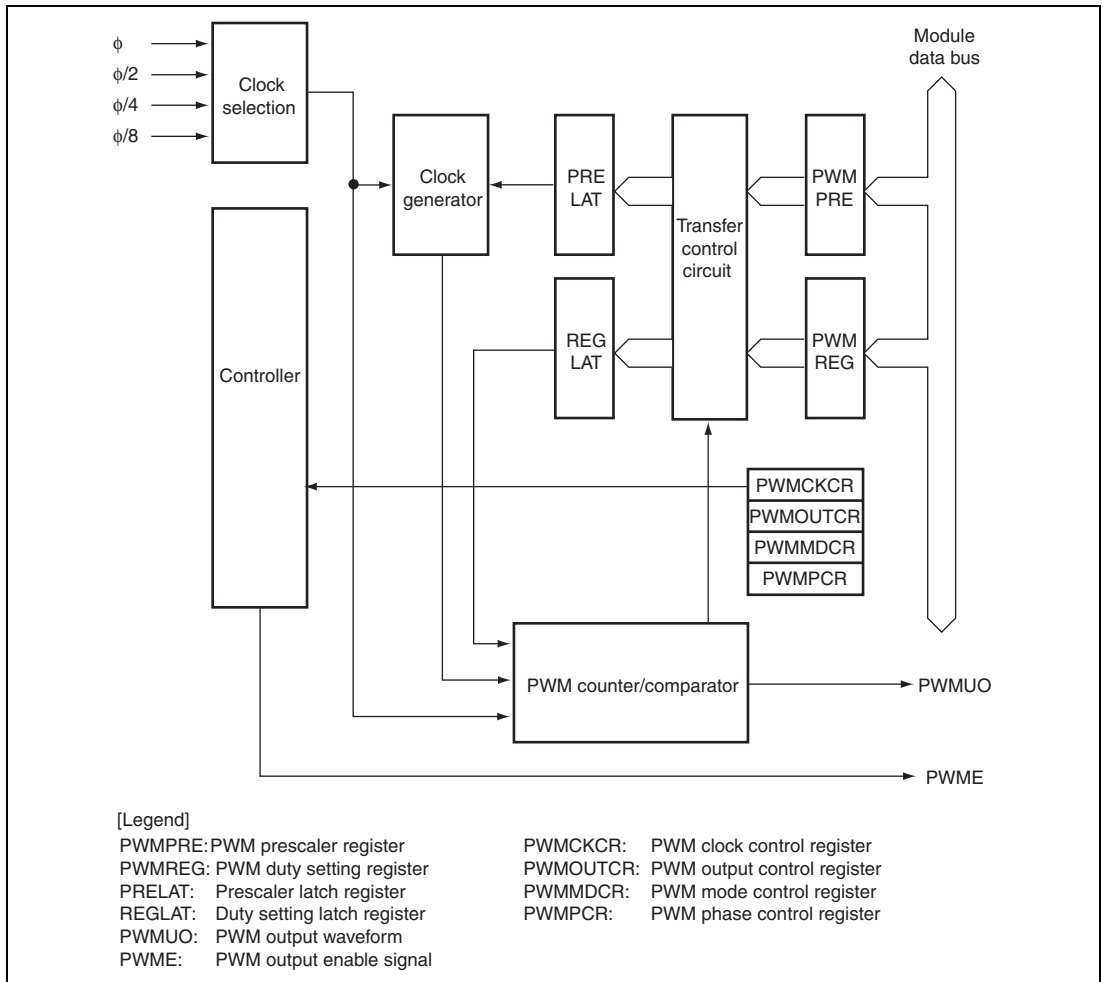 ϕ
ϕ/2
ϕ/4
ϕ/8
Clock
selection
Module
data bus
Clock
generator
PRE
LAT
Transfer
control
circuit
PWM
PRE
Controller
REG
LAT
PWM
REG
PWMCKCR
PWMOUTCR
PWMMDCR
PWMPCR
PWM counter/comparator
PWMUO
PWME
[Legend]
PWMPRE: PWM prescaler register
PWMREG: PWM duty setting register
PRELAT: Prescaler latch register
REGLAT: Duty setting latch register
PWMUO: PWM output waveform
PWME: PWM output enable signal
PWMCKCR: PWM clock control register
PWMOUTCR: PWM output control register
PWMMDCR: PWM mode control register
PWMPCR: PWM phase control register